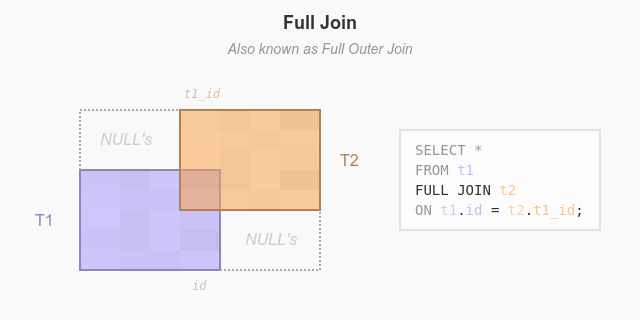 Full Join
Also known as Full Outer Join
t1_id
NULL's
T2
T1
NULL's
id
SELECT *
FROM t1
FULL JOIN t2
ON t1.id = t2.t1_id;